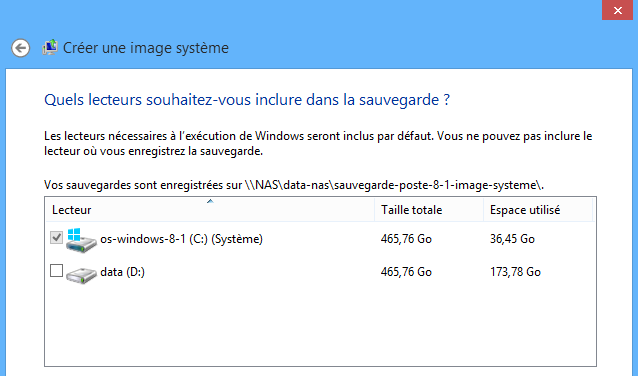 Créer une image système
Quels lecteurs souhaitez-vous inclure dans la sauvegarde ?
Les lecteurs nécessaires à l'exécution de Windows seront inclus par défaut. Vous ne pouvez pas inclure le
lecteur où vous enregistrez la sauvegarde.
Vos sauvegardes sont enregistrées sur \\NAS\data-nas\sauvegarde-poste-8-1-image-systeme\.
Lecteur Taille totale Espace utilisé
os-windows-8-1 (C:) (Système) 465,76 Go 36,45 Go
data (D:) 465,76 Go 173,78 Go